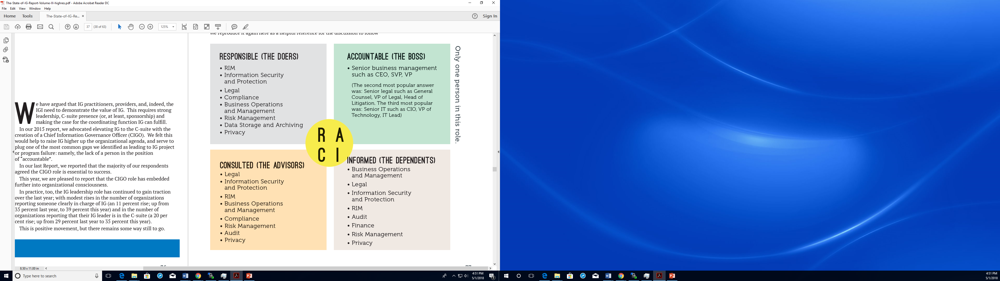 The-State-of-IG-Report-Volume-III-highres.pdf - Adobe Acrobat Reader DC
File Edit View Window Help
Home Tools The-State-of-IG-Re... ×
? Sign In
37 (38 of 63) 125%
We reproduce it again here as a helpful reference for the discussion to follow
We have argued that IG practitioners, providers, and, indeed, the
IGI need to demonstrate the value of IG. This requires strong
leadership, C-suite presence (or, at least, sponsorship) and
making the case for the coordinating function IG can fulfill.
In our 2015 report, we advocated elevating IG to the C-suite with the
creation of a Chief Information Governance Officer (CIGO). We felt this
would help to raise IG higher up the organizational agenda, and serve to
plug one of the most common gaps we identified as leading to IG project
or program failure: namely, the lack of a person in the position
of “accountable”.
In our last Report, we reported that the majority of our respondents
agreed the CIGO role is essential to success.
This year, we are pleased to report that the CIGO role has embedded
further into organizational consciousness.
In practice, too, the IG leadership role has continued to gain traction
over the last year; with modest rises in the number of organizations
reporting someone clearly in charge of IG (an 11 percent rise; up from
35 percent last year, to 39 percent this year) and in the number of
organizations reporting that their IG leader is in the C-suite (a 20 per
cent rise; up from 29 percent last year to 35 percent this year).
This is positive movement, but there remains some way still to go.
RESPONSIBLE (THE DOERS)
• RIM
• Information Security
and Protection
• Legal
• Compliance
• Business Operations
and Management
• Risk Management
• Data Storage and Archiving
• Privacy
ACCOUNTABLE (THE BOSS)
• Senior business management
such as CEO, SVP, VP
(The second most popular answer
was: Senior legal such as General
Counsel, VP of Legal, Head of
Litigation. The third most popular
was: Senior IT such as CIO, VP of
Technology, IT Lead)
Only one person in this role.
R A
C I
CONSULTED (THE ADVISORS)
• Legal
• Information Security
and Protection
• RIM
• Business Operations
and Management
• Compliance
• Risk Management
• Audit
• Privacy
INFORMED (THE DEPENDENTS)
• Business Operations
and Management
• Legal
• Information Security
and Protection
• RIM
• Audit
• Finance
• Risk Management
• Privacy
8.50 x 11.00 in
Type here to search
4:51 PM
5/1/2018
4:51 PM
5/1/2018